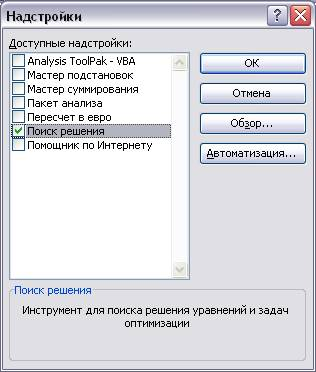 Надстройки
Доступные надстройки:
Analysis ToolPak - VBA
Мастер подстановок
Мастер суммирования
Пакет анализа
Пересчет в евро
Поиск решения
Помощник по Интернету
ОК
Отмена
Обзор...
Автоматизация...
Поиск решения
Инструмент для поиска решения уравнений и задач
оптимизации